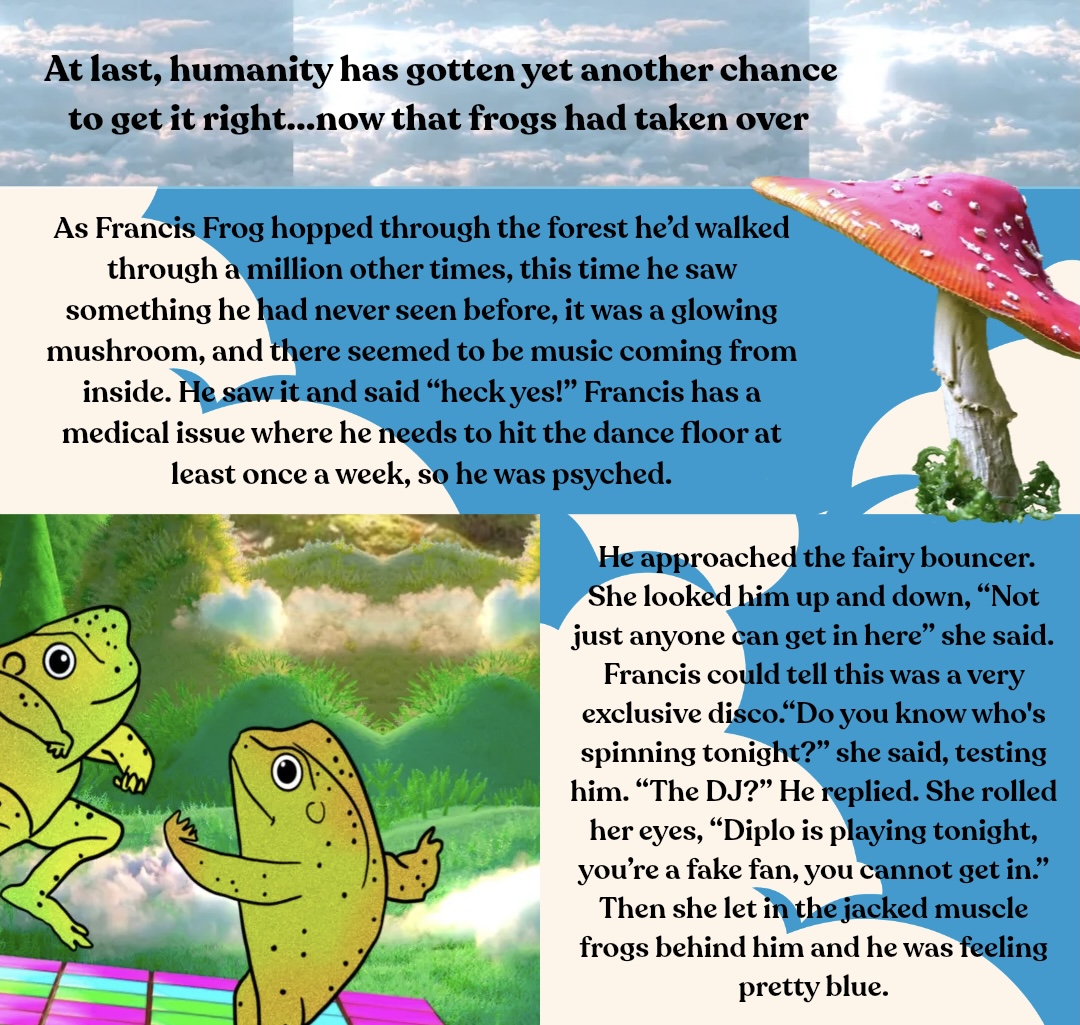 At last, humanity has gotten yet another chance
to get it right...now that frogs had taken over
As Francis Frog hopped through the forest he’d walked
through a million other times, this time he saw
something he had never seen before, it was a glowing
mushroom, and there seemed to be music coming from
inside. He saw it and said “heck yes!” Francis has a
medical issue where he needs to hit the dance floor at
least once a week, so he was psyched.
He approached the fairy bouncer.
She looked him up and down, “Not
just anyone can get in here” she said.
Francis could tell this was a very
exclusive disco.“Do you know who's
spinning tonight?” she said, testing
him. “The DJ?” He replied. She rolled
her eyes, “Diplo is playing tonight,
you’re a fake fan, you cannot get in.”
Then she let in the jacked muscle
frogs behind him and he was feeling
pretty blue.